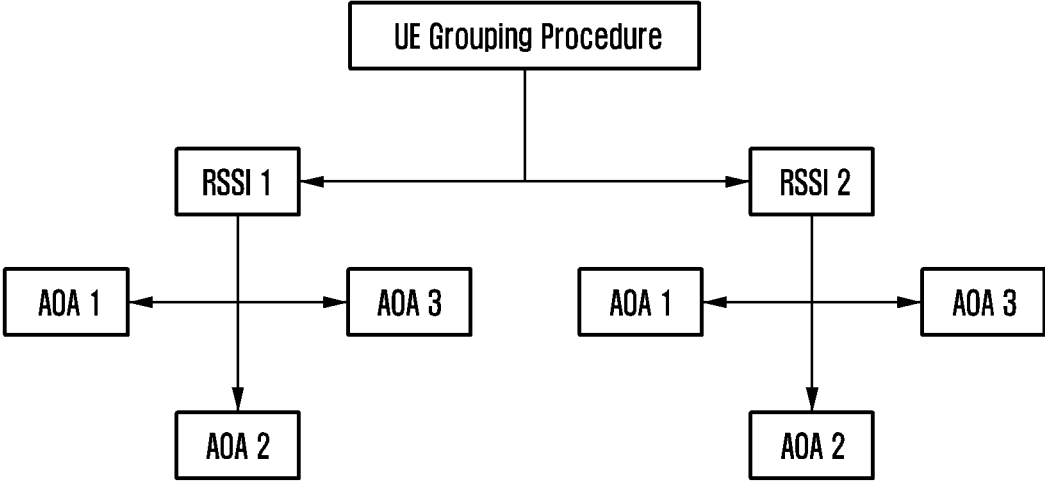 UE Grouping Procedure
RSSI 1
RSSI 2
AOA 1
AOA 3
AOA 1
AOA 3
AOA 2
AOA 2